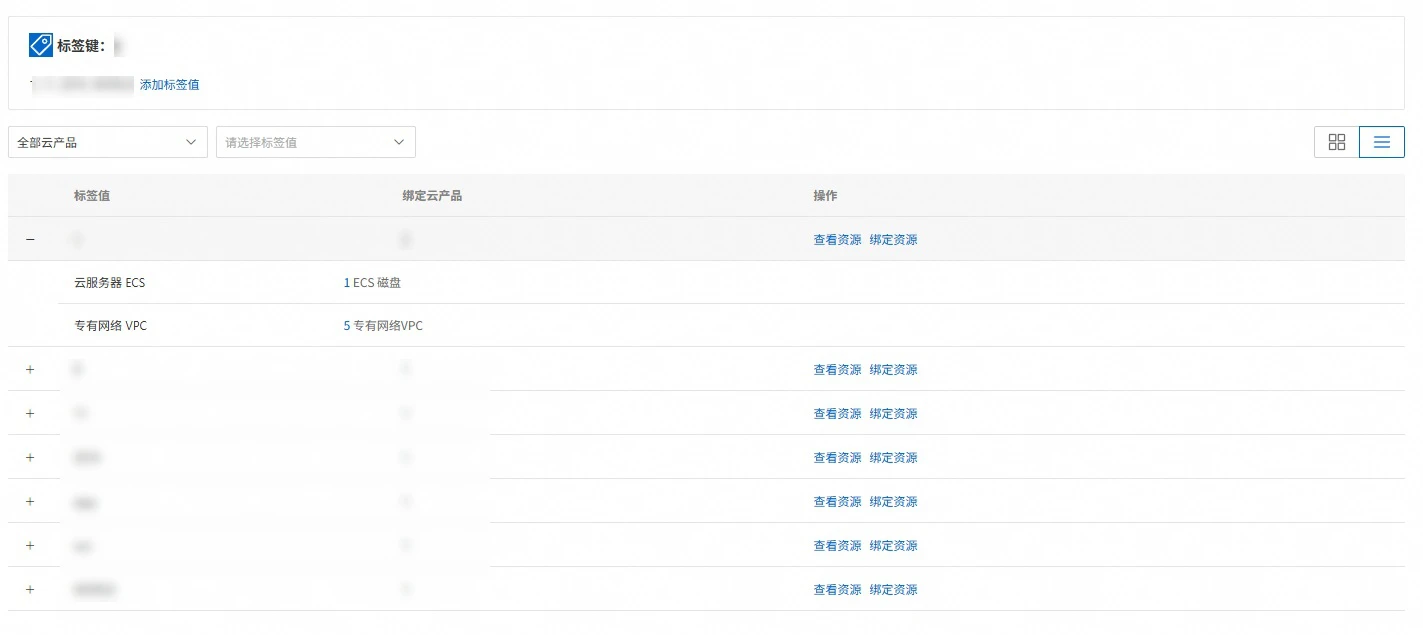 标签键：
添加标签值
全部云产品 请选择标签值
标签值 绑定云产品 操作
查看资源 绑定资源
云服务器 ECS 1 ECS 磁盘
专有网络 VPC 5 专有网络VPC
查看资源 绑定资源
查看资源 绑定资源
查看资源 绑定资源
查看资源 绑定资源
查看资源 绑定资源
查看资源 绑定资源